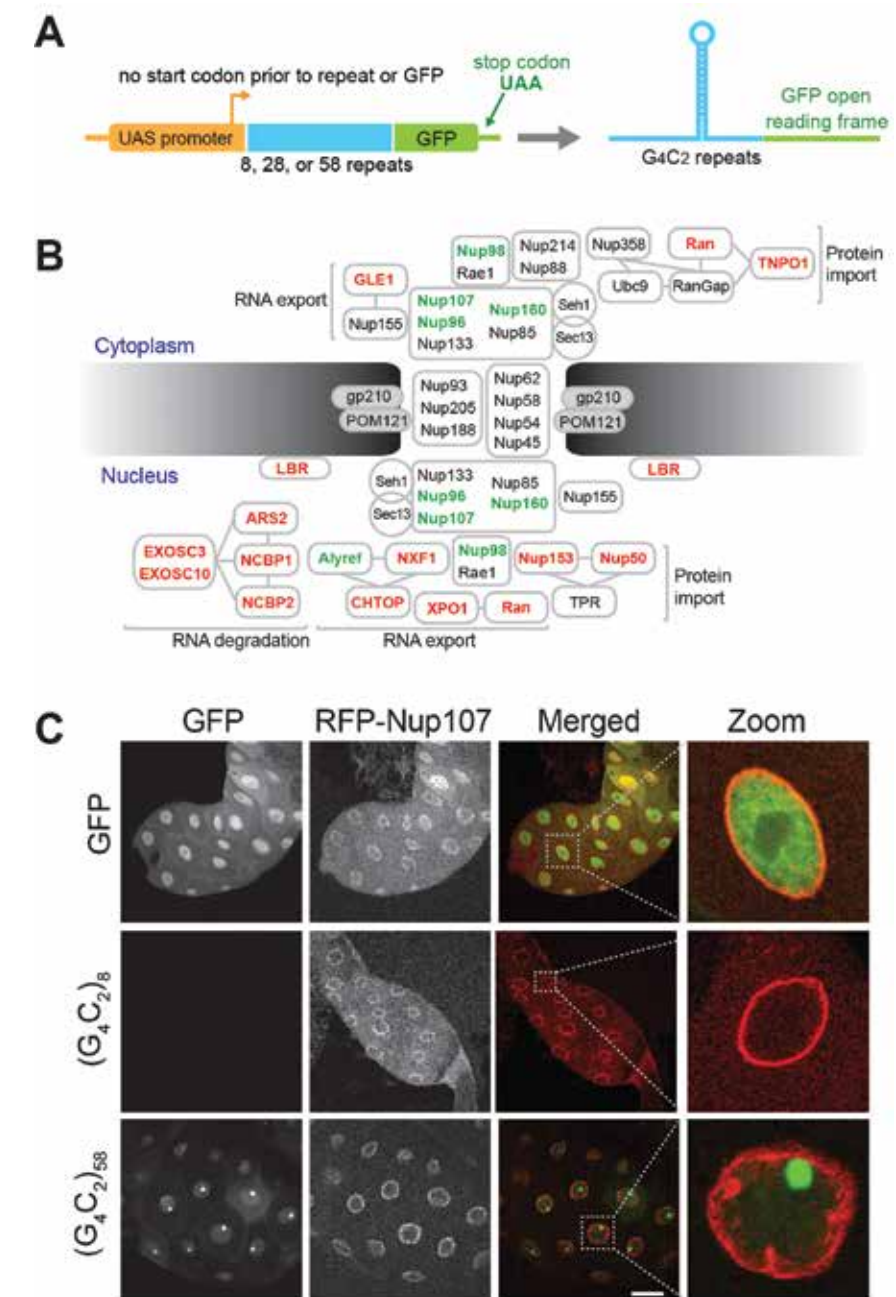 A
no start codon prior to repeat or GFP
stop codon
UAA
UAS promoter
GFP
8, 28, or 58 repeats
GFP open
reading frame
G4C2 repeats
B
RNA export
GLE1
Nup155
Nup98
Rae1
Nup214
Nup88
Nup358
Ubc9
Ran
RanGap
TNPO1
Protein
import
Nup107
Nup96
Nup133
Nup160
Nup85
Seh1
Sec13
Cytoplasm
gp210
POM121
Nup93
Nup205
Nup188
Nup62
Nup58
Nup54
Nup45
gp210
POM121
Nucleus
LBR
LBR
Seh1
Sec13
Nup133
Nup96
Nup107
Nup85
Nup160
Nup155
EXOSC3
EXOSC10
ARS2
NCBP1
NCBP2
Alyref
NXF1
CHTOP
XPO1
Ran
Nup98
Rae1
Nup153
Nup50
TPR
Protein
import
RNA degradation
RNA export
C
GFP
RFP-Nup107
Merged
Zoom
GFP
(G4C2)8
(G4C2)58